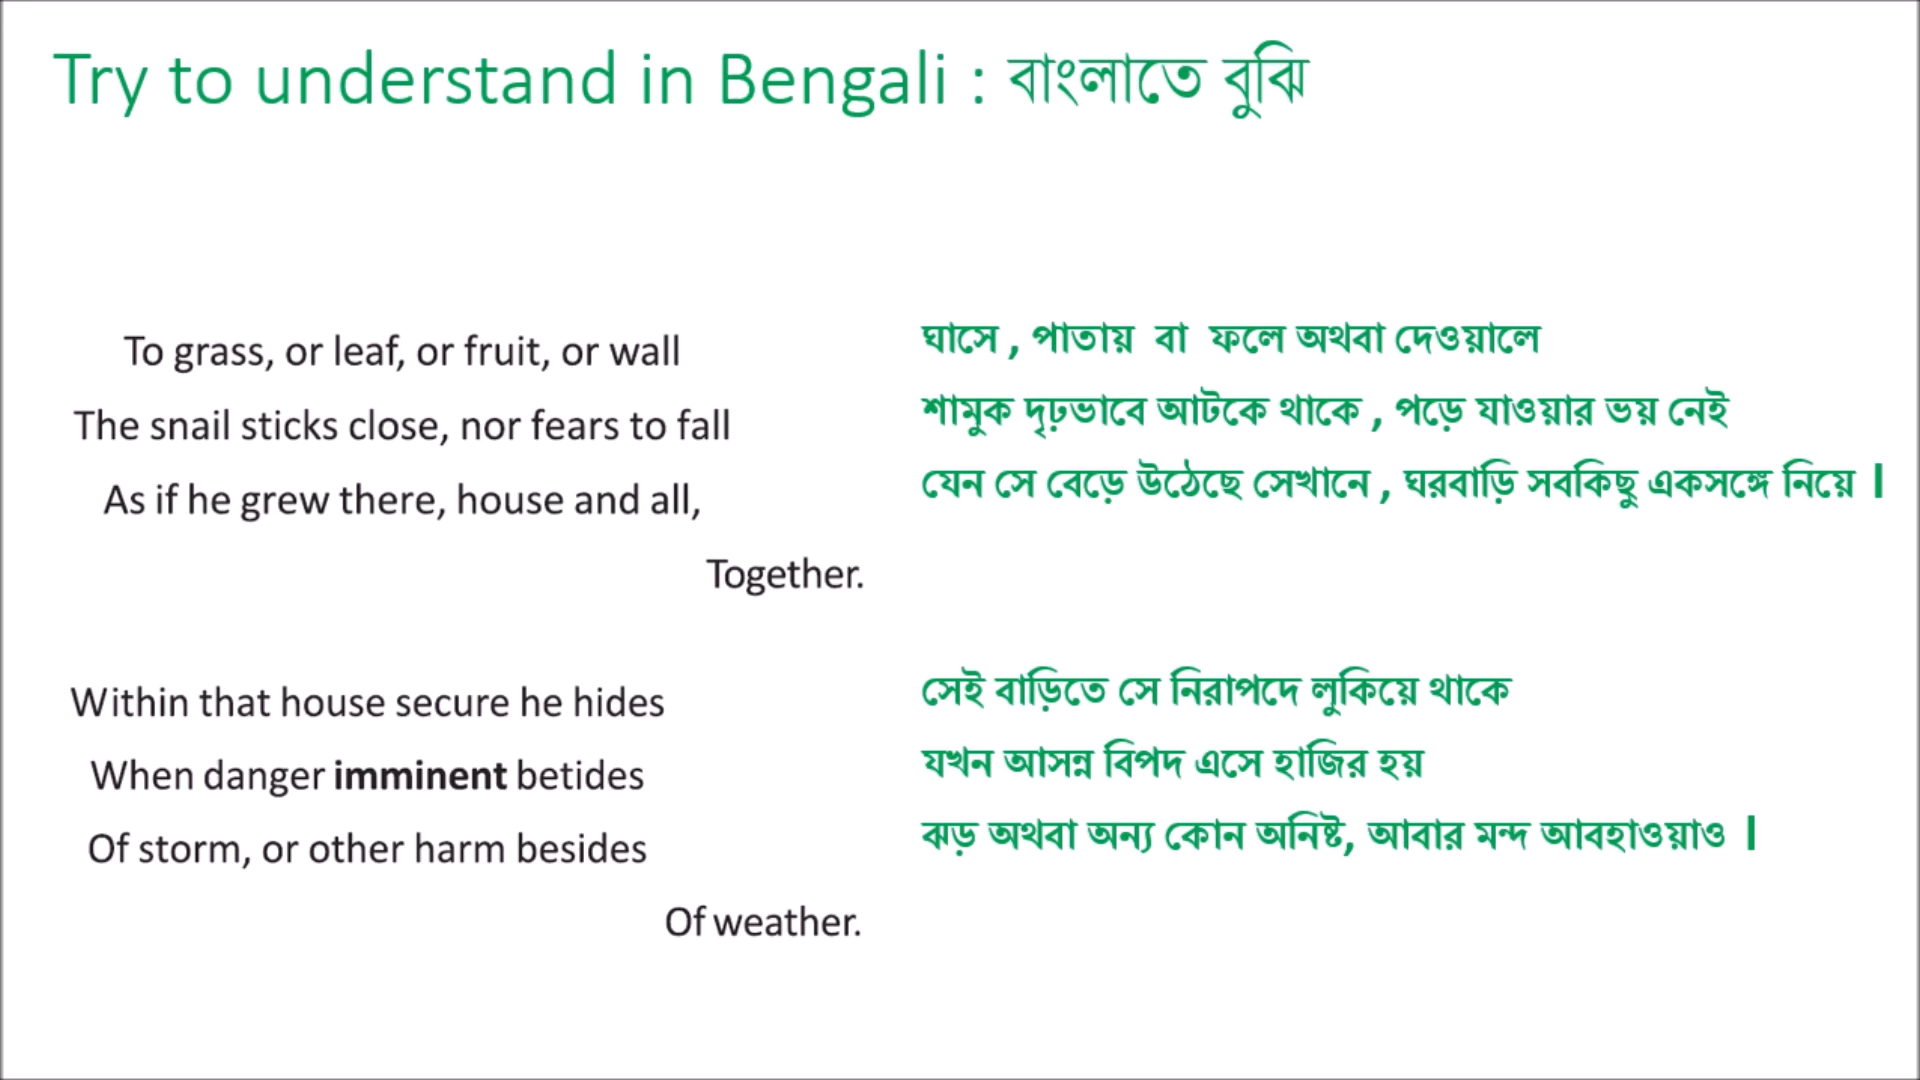 Try to understand in Bengali : বাংলাতে বুঝি
To grass, or leaf, or fruit, or wall
The snail sticks close, nor fears to fall
As if he grew there, house and all,
Together.
Within that house secure he hides
When danger imminent betides
Of storm, or other harm besides
Of weather.
ঘাসে , পাতায় বা ফলে অথবা দেওয়ালে
শামুক দৃঢ়ভাবে আটকে থাকে , পড়ে যাওয়ার ভয় নেই
যেন সে বেড়ে উঠেছে সেখানে , ঘরবাড়ি সবকিছু একসঙ্গে নিয়ে ।
সেই বাড়িতে সে নিরাপদে লুকিয়ে থাকে
যখন আসন্ন বিপদ এসে হাজির হয়
ঝড় অথবা অন্য কোন অনিষ্ট, আবার মন্দ আবহাওয়াও ।